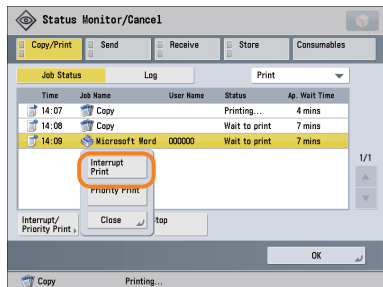 Status Monitor/Cancel
Copy/Print Send Receive Store Consumables
Job Status Log Print
Time Job Name User Name Status Ap. Wait Time
14:07 Copy Printing... 4 mins
14:08 Copy Wait to print 7 mins
14:09 Microsoft Word 000000 Wait to print 7 mins
1/1
Interrupt
Print
Priority Print
Interrupt/
Priority Print
Close
top
OK
Copy Printing...